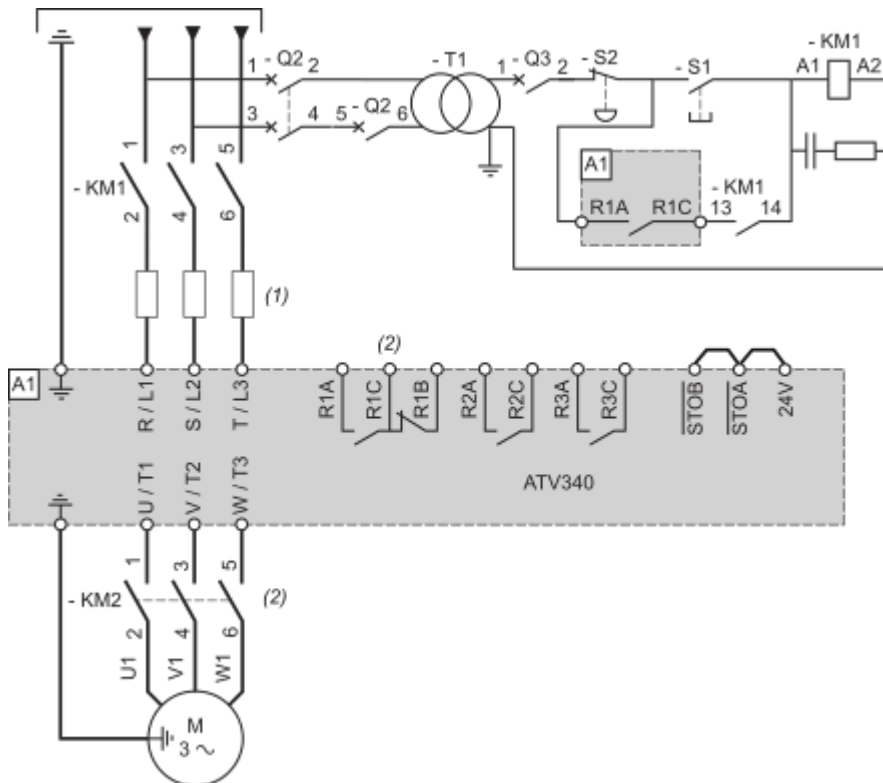 1 - Q2 2 - T1 1 - Q3 2 - S2 - S1 - KM1
A1 A2
3 4 5 - Q2 6
A1
R1A R1C
- KM1
13 14
1 3 5
- KM1
2 4 6
(1)
(2)
A1
R / L1 S / L2 T / L3 R1A R1C R1B R2A R2C R3A R3C STOB STOA 24V
U / T1 V / T2 W / T3
ATV340
1 3 5
- KM2
(2)
2 4 6
U1 V1 W1
M
3 ~